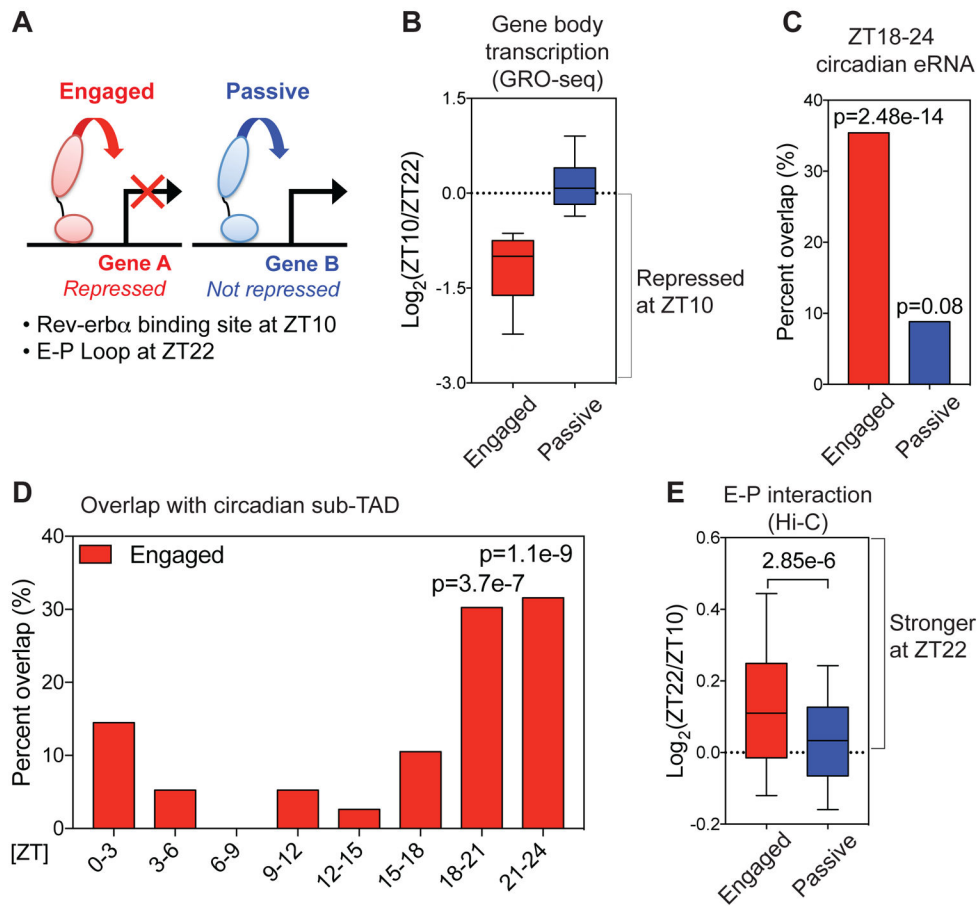 A
Engaged
Passive
Gene A
Gene B
Repressed
Not repressed
• Rev-erbα binding site at ZT10
• E-P Loop at ZT22
B
Gene body
transcription
(GRO-seq)
Log2(ZT10/ZT22)
1.5
0.0
-1.5
-3.0
Repressed
at ZT10
Engaged
Passive
C
ZT18-24
circadian eRNA
Percent overlap (%)
40
30
20
10
0
p=2.48e-14
p=0.08
Engaged
Passive
D
Overlap with circadian sub-TAD
Percent overlap (%)
40
30
20
10
0
Engaged
p=1.1e-9
p=3.7e-7
[ZT]
0-3
3-6
6-9
9-12
12-15
15-18
18-21
21-24
E
E-P interaction
(Hi-C)
Log2(ZT22/ZT10)
0.6
0.4
0.2
0.0
-0.2
2.85e-6
Stronger
at ZT22
Engaged
Passive